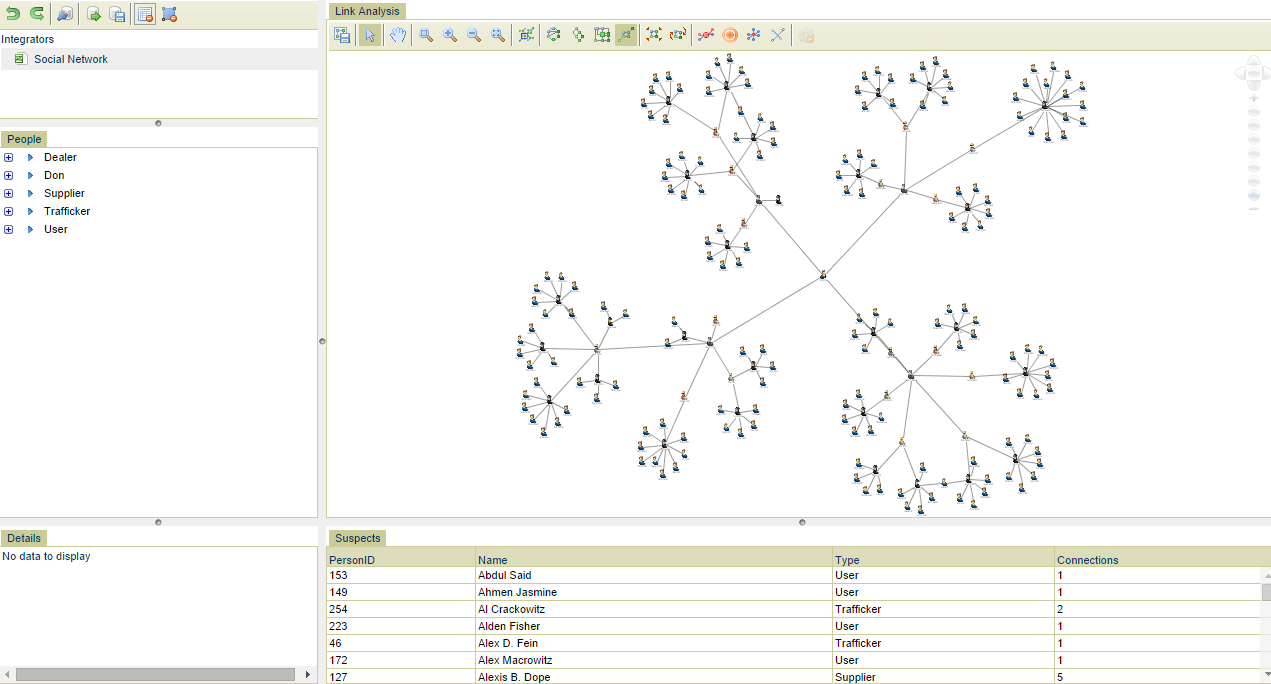 Link Analysis
Integrators
Social Network
People
Dealer
Don
Supplier
Trafficker
User
Details
No data to display
Suspects
PersonID Name Type Connections
153 Abdul Said User 1
149 Ahmen Jasmine User 1
254 Al Crackowitz Trafficker 2
223 Alden Fisher User 1
46 Alex D. Fein Trafficker 1
172 Alex Macrowitz User 1
127 Alexis B. Dope Supplier 5